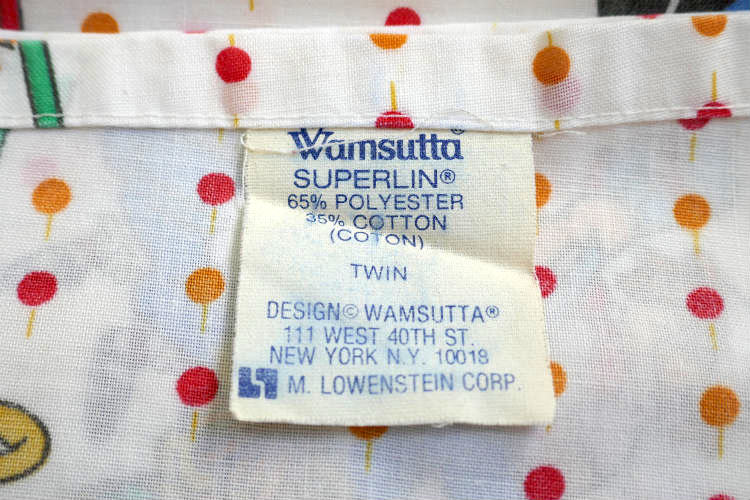 Wamsutta®
SUPERLIN®
65% POLYESTER
35% COTTON
(COTON)
TWIN
DESIGN© WAMSUTTA®
111 WEST 40TH ST.
NEW YORK N.Y. 10018
M. LOWENSTEIN CORP.